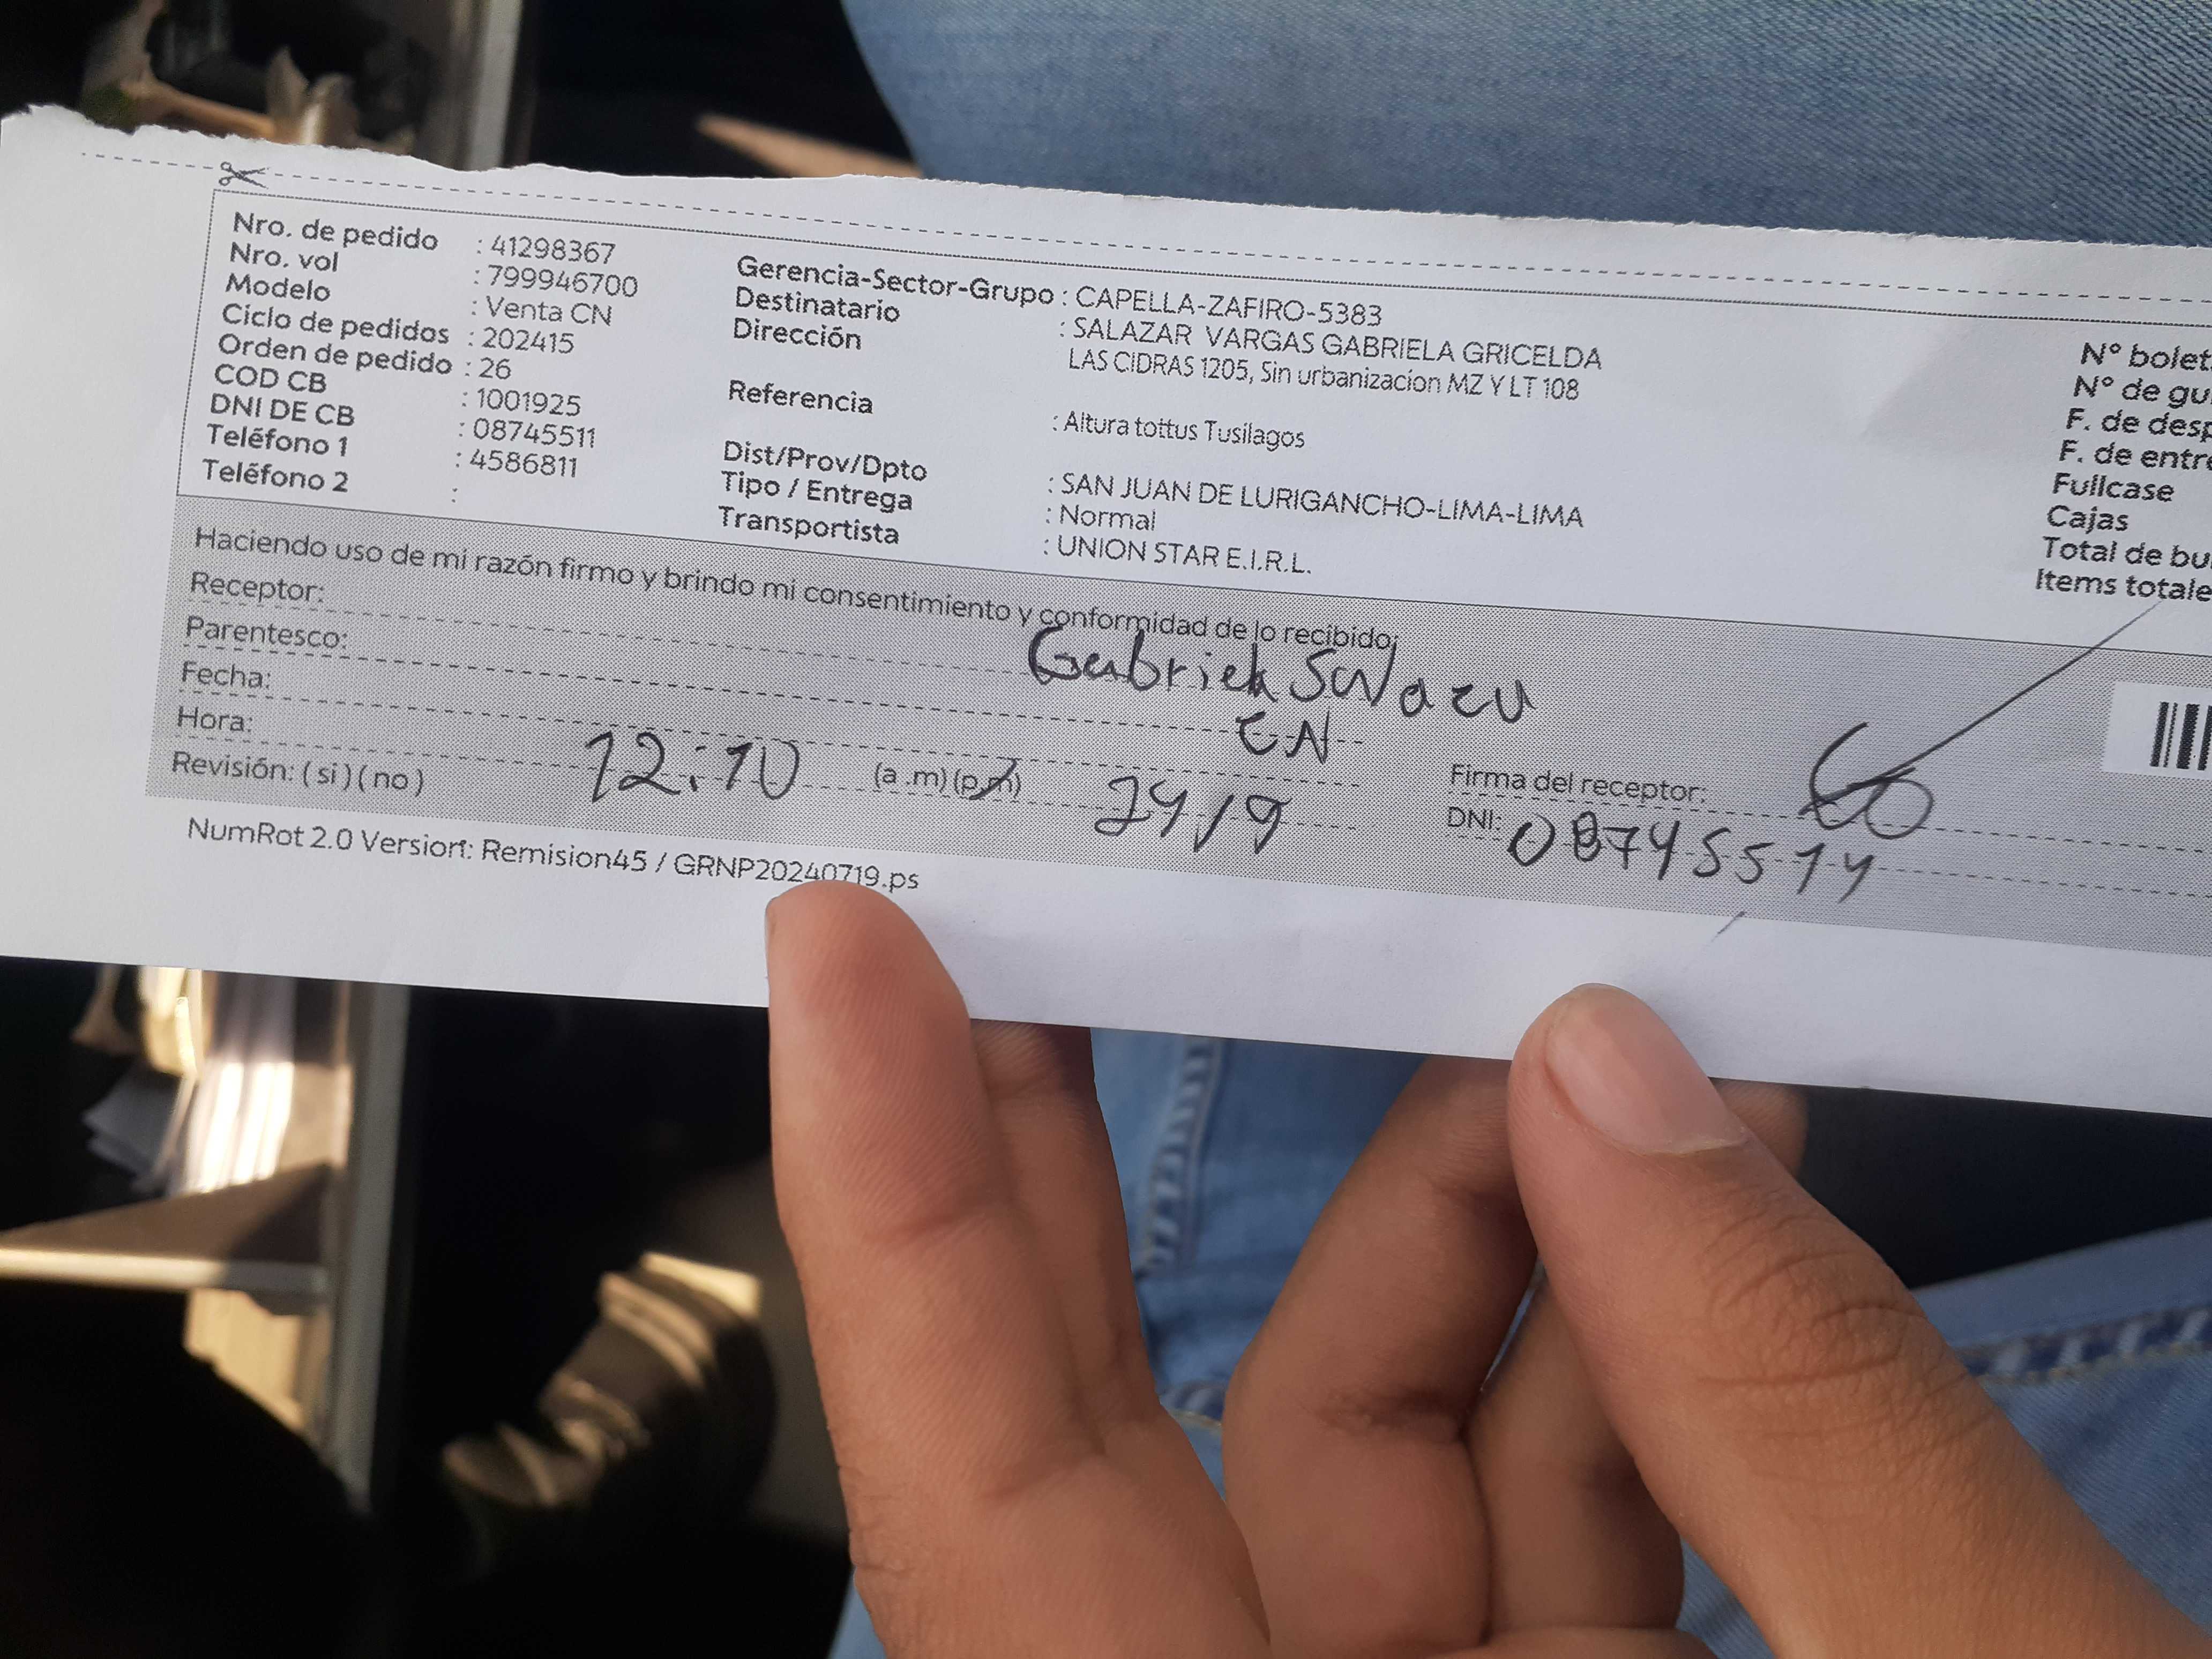 Nro. de pedido : 41298367
Nro. vol : 799946700
Modelo : Venta CN
Ciclo de pedidos : 202415
Orden de pedido : 26
COD CB : 1001925
DNI DE CB : 08745511
Teléfono 1 : 4586811
Teléfono 2 :
Gerencia-Sector-Grupo : CAPELLA-ZAFIRO-5383
Destinatario : SALAZAR VARGAS GABRIELA GRICELDA
Dirección LAS CIDRAS 1205, Sin urbanizacion MZ Y LT 108
Referencia : Altura tottus Tusilagos
Dist/Prov/Dpto : SAN JUAN DE LURIGANCHO-LIMA-LIMA
Tipo / Entrega : Normal
Transportista : UNION STAR E.I.R.L.
N° bolet
N° de gu
F. de desp
F. de entre
Fullcase
Cajas
Total de bu
Items totale
Haciendo uso de mi razón firmo y brindo mi consentimiento y conformidad de lo recibido;
Receptor: Gabriela
Parentesco: CN
Fecha: 24/9
Hora: 12:10 (a .m) (p.m)
Revisión: ( si ) ( no )
Firma del receptor:
DNI: 
NumRot 2.0 Version1: Remision45 / GRNP20240719.ps